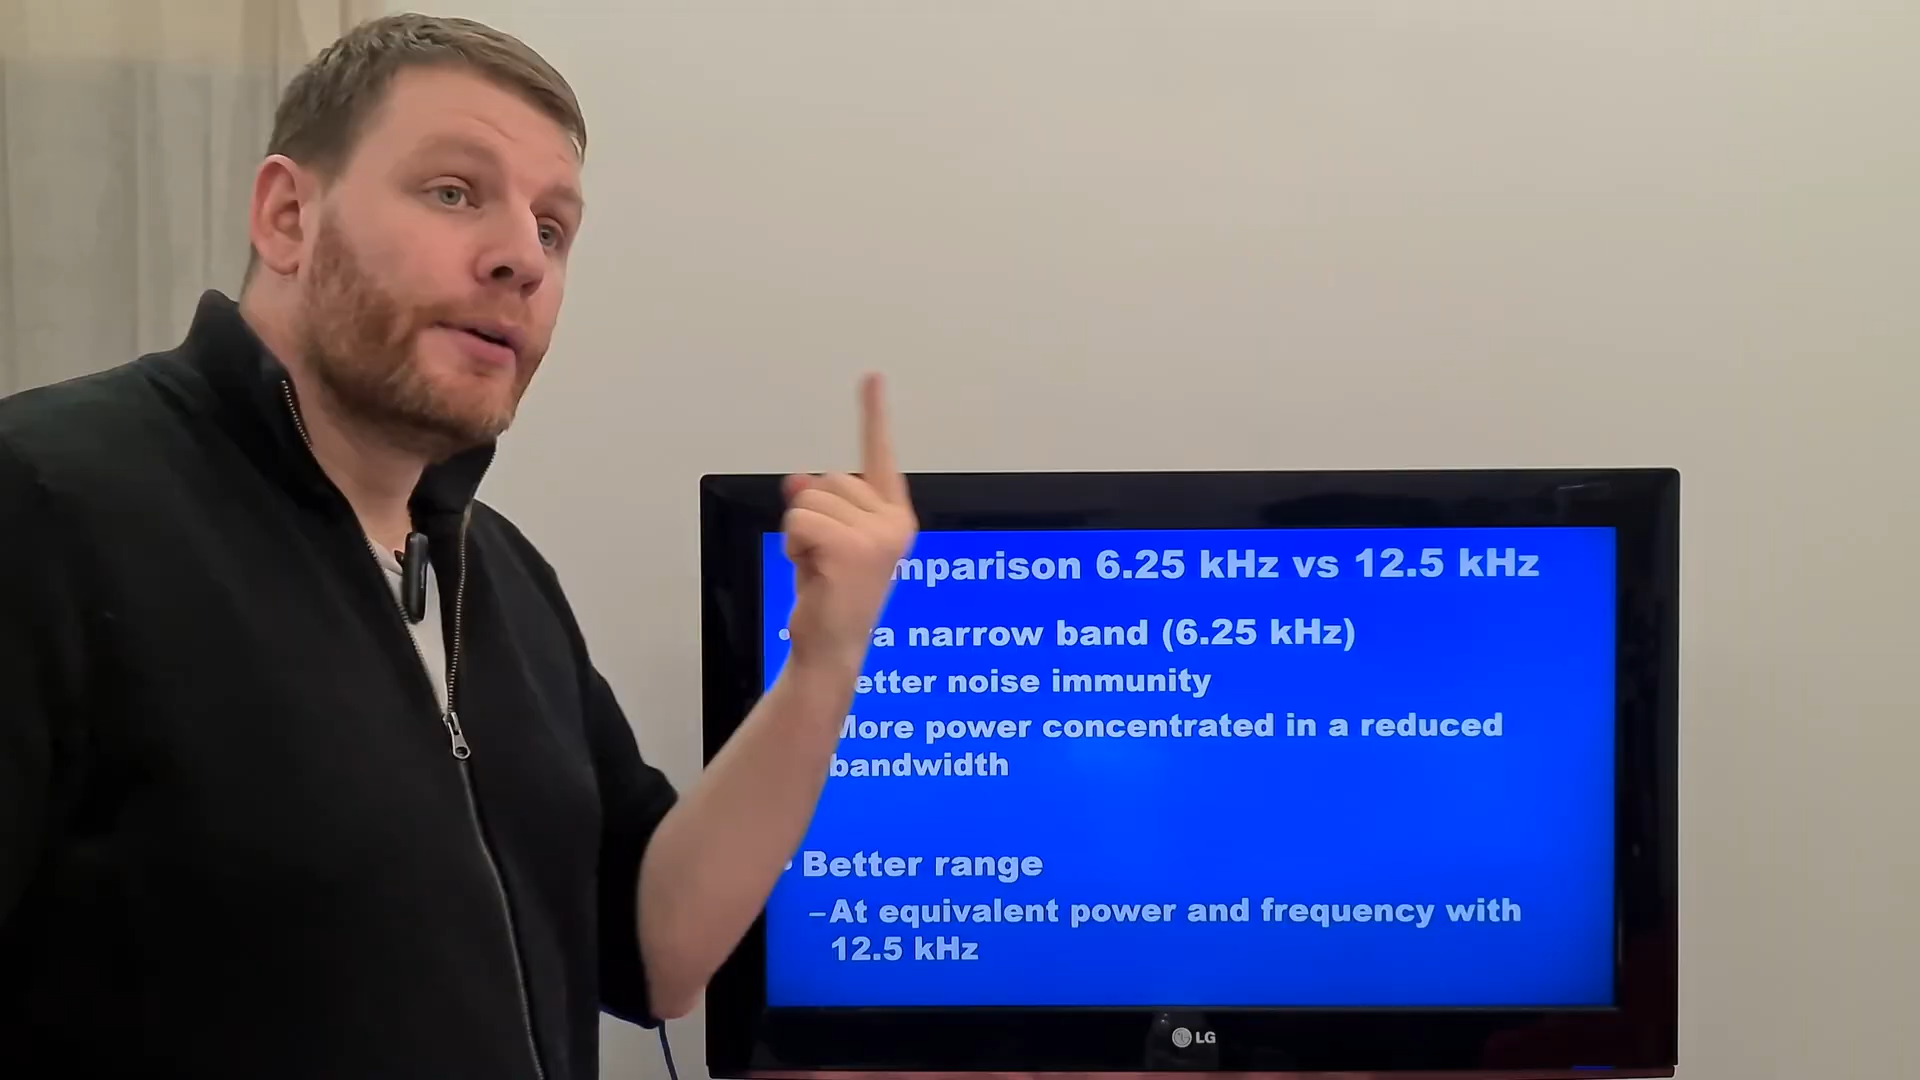 mparison 6.25 kHz vs 12.5 kHz
• a narrow band (6.25 kHz)
etter noise immunity
More power concentrated in a reduced
bandwidth
• Better range
–At equivalent power and frequency with
12.5 kHz
LG